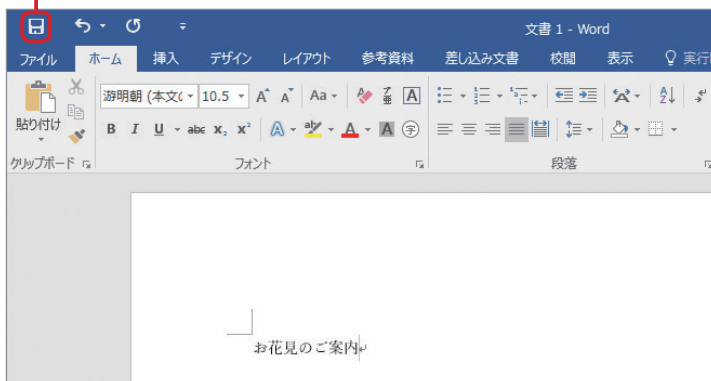 文書 1 - Word
ファイル ホーム 挿入 デザイン レイアウト 参考資料 差し込み文書 校閲 表示 実行
貼り付け
游明朝 (本文( 10.5 A A Aa A
B I U abc X₂ X² A ab A A 字
クリップボード フォント 段落
お花見のご案内